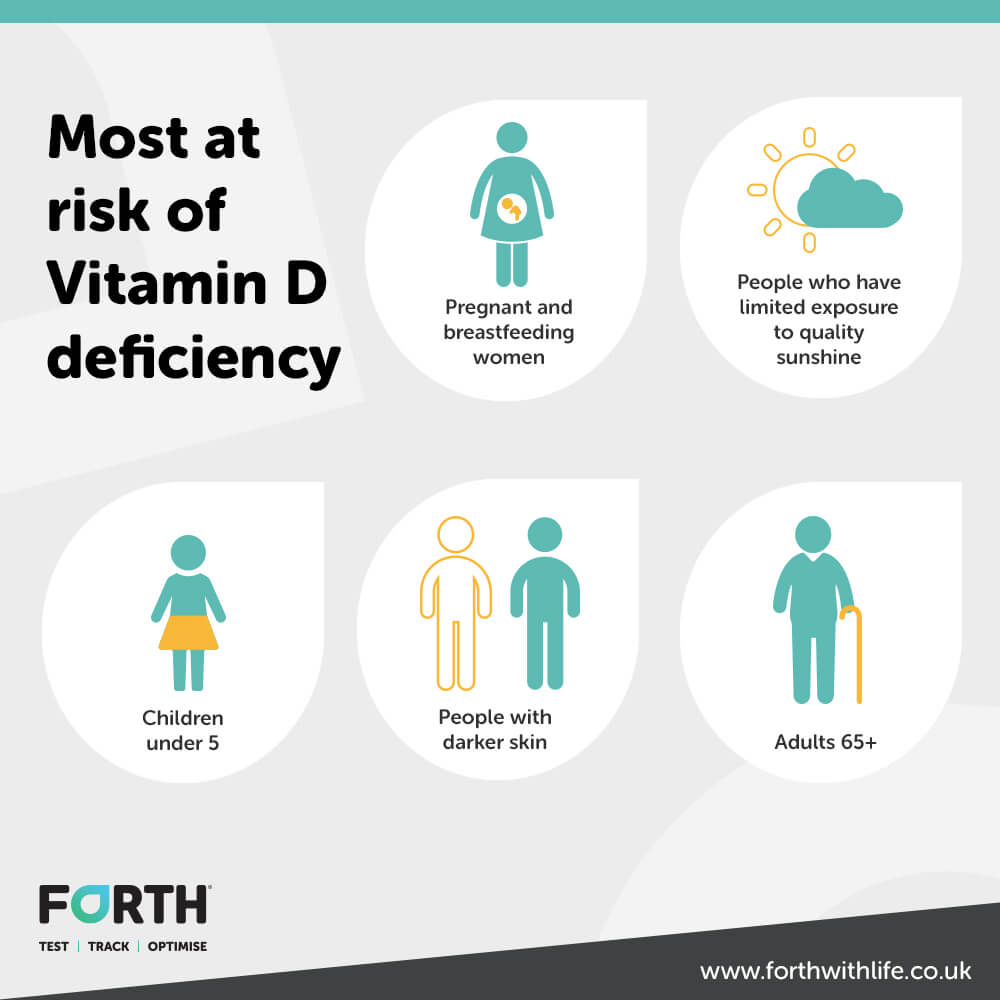 Most at
risk of
Vitamin D
deficiency
Pregnant and
breastfeeding
women
People who have
limited exposure
to quality
sunshine
Children
under 5
People with
darker skin
Adults 65+
FORTH®
TEST | TRACK | OPTIMISE
www.forthwithlife.co.uk